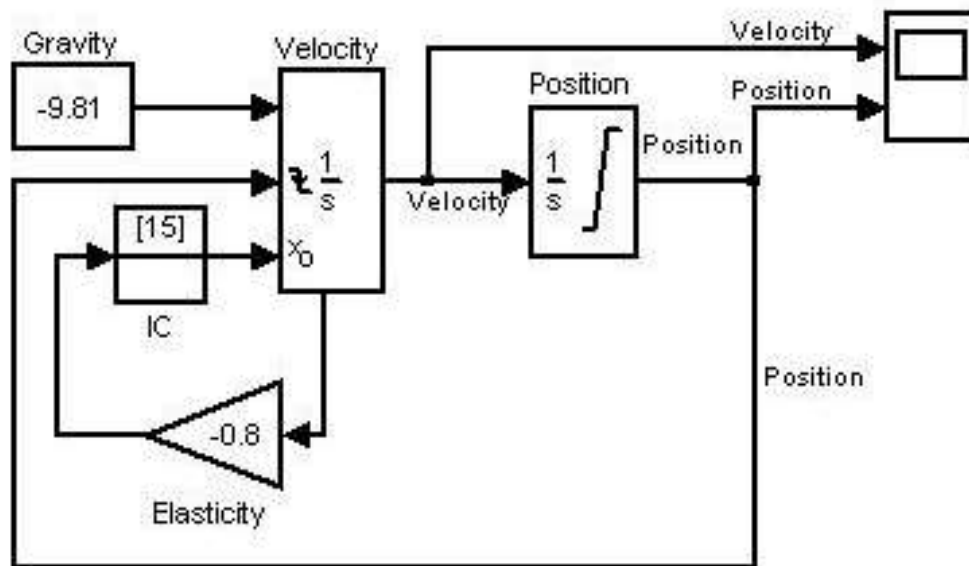 Gravity
-9.81
Velocity
1
s
x0
[15]
IC
-0.8
Elasticity
Velocity
Position
1
s
Position
Velocity
Position
Position